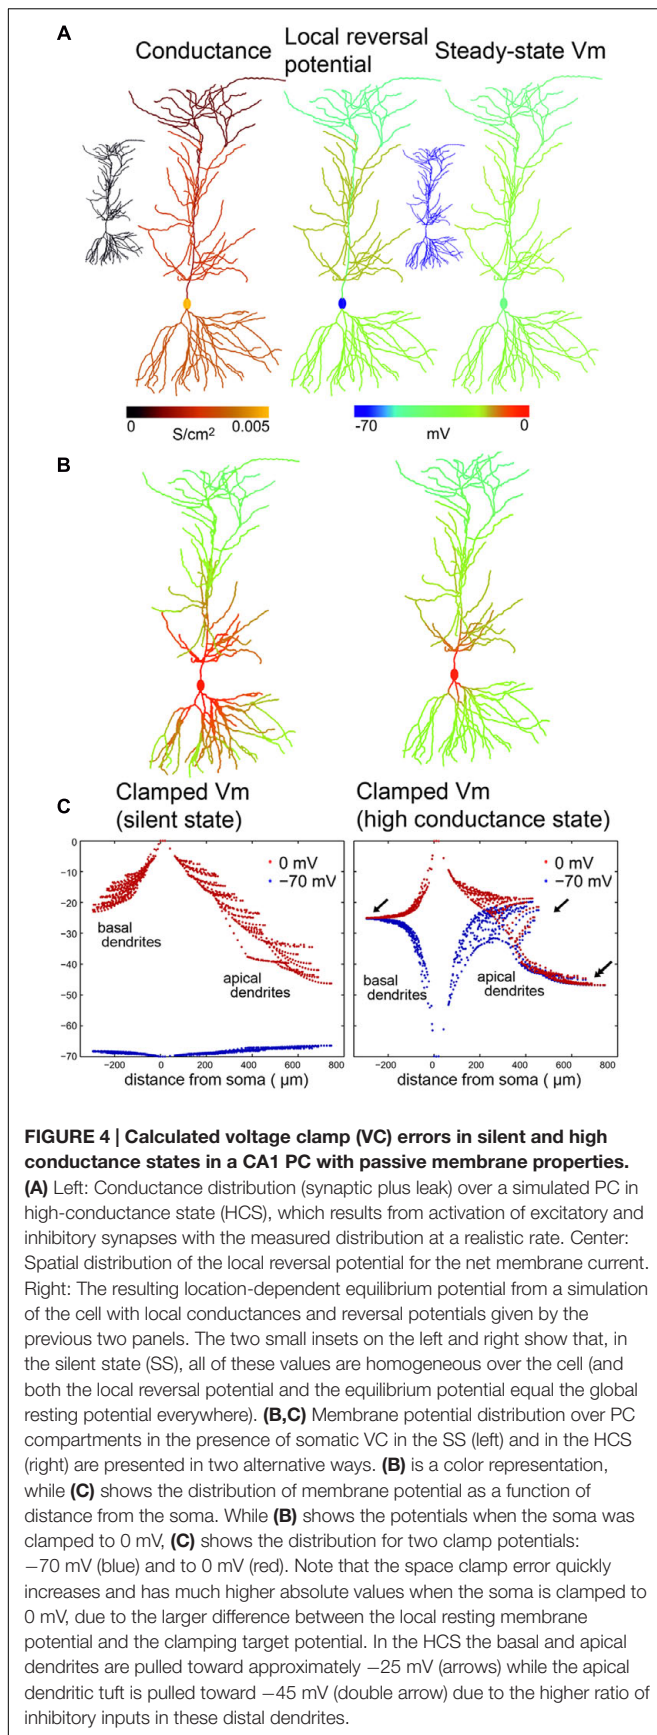 A
Conductance
Local reversal
potential
Steady-state Vm
0
S/cm²
0.005
-70
mV
0
B
C
Clamped Vm
(silent state)
Clamped Vm
(high conductance state)
0
−10
−20
−30
−40
−50
−60
−70
0 mV
−70 mV
basal
dendrites
apical
dendrites
−200
0
200
400
600
800
distance from soma ( µm)
0 mV
−70 mV
basal
dendrites
apical
dendrites
−200
0
200
400
600
800
distance from soma ( µm)
FIGURE 4 | Calculated voltage clamp (VC) errors in silent and high
conductance states in a CA1 PC with passive membrane properties.
(A) Left: Conductance distribution (synaptic plus leak) over a simulated PC in
high-conductance state (HCS), which results from activation of excitatory and
inhibitory synapses with the measured distribution at a realistic rate. Center:
Spatial distribution of the local reversal potential for the net membrane current.
Right: The resulting location-dependent equilibrium potential from a simulation
of the cell with local conductances and reversal potentials given by the
previous two panels. The two small insets on the left and right show that, in
the silent state (SS), all of these values are homogeneous over the cell (and
both the local reversal potential and the equilibrium potential equal the global
resting potential everywhere). (B,C) Membrane potential distribution over PC
compartments in the presence of somatic VC in the SS (left) and in the HCS
(right) are presented in two alternative ways. (B) is a color representation,
while (C) shows the distribution of membrane potential as a function of
distance from the soma. While (B) shows the potentials when the soma was
clamped to 0 mV, (C) shows the distribution for two clamp potentials:
−70 mV (blue) and to 0 mV (red). Note that the space clamp error quickly
increases and has much higher absolute values when the soma is clamped to
0 mV, due to the larger difference between the local resting membrane
potential and the clamping target potential. In the HCS the basal and apical
dendrites are pulled toward approximately −25 mV (arrows) while the apical
dendritic tuft is pulled toward −45 mV (double arrow) due to the higher ratio of
inhibitory inputs in these distal dendrites.